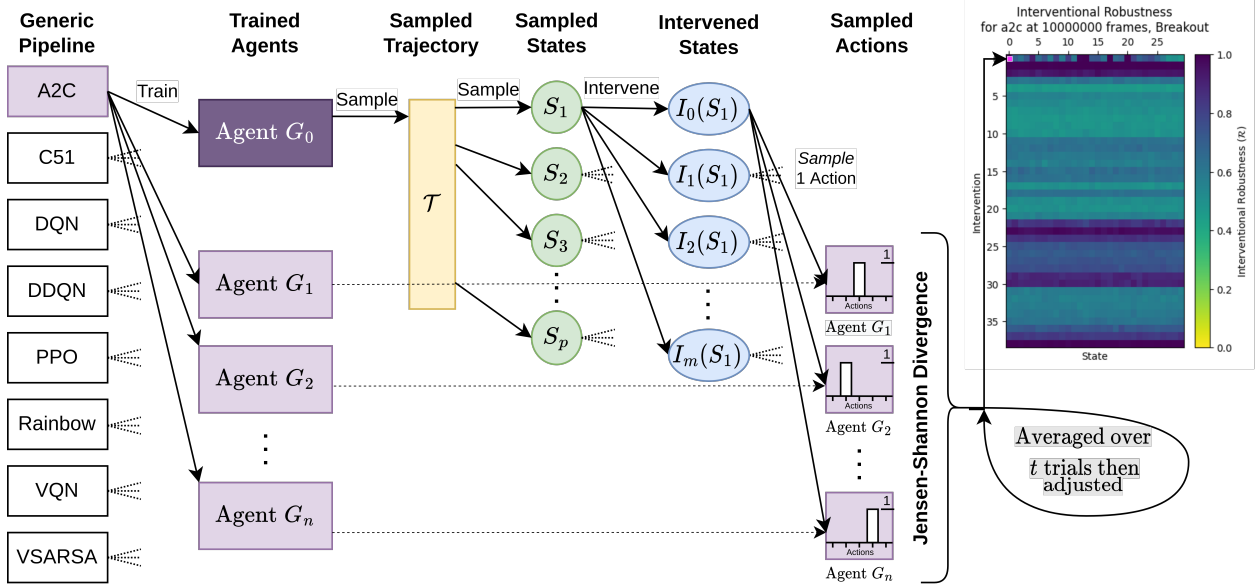 Generic
Pipeline
Trained
Agents
Sampled
Trajectory
Sampled
States
Intervened
States
Sampled
Actions
A2C
C51
DQN
DDQN
PPO
Rainbow
VQN
VSARSA
Train
Agent G₀
Agent G₁
Agent G₂
Agent Gₙ
Sample
𝒯
Sample
S₁
S₂
S₃
Sₚ
Intervene
I₀(S₁)
I₁(S₁)
I₂(S₁)
Iₘ(S₁)
Sample
1 Action
1
Actions
Agent G₁
1
Actions
Agent G₂
1
Actions
Agent Gₙ
Jensen-Shannon Divergence
Averaged over
t trials then
adjusted
Interventional Robustness
for a2c at 10000000 frames, Breakout
0 5 10 15 20 25
5
10
15
20
25
30
35
Intervention
State
1.0
0.8
0.6
0.4
0.2
0.0
Interventional Robustness (ℛ)